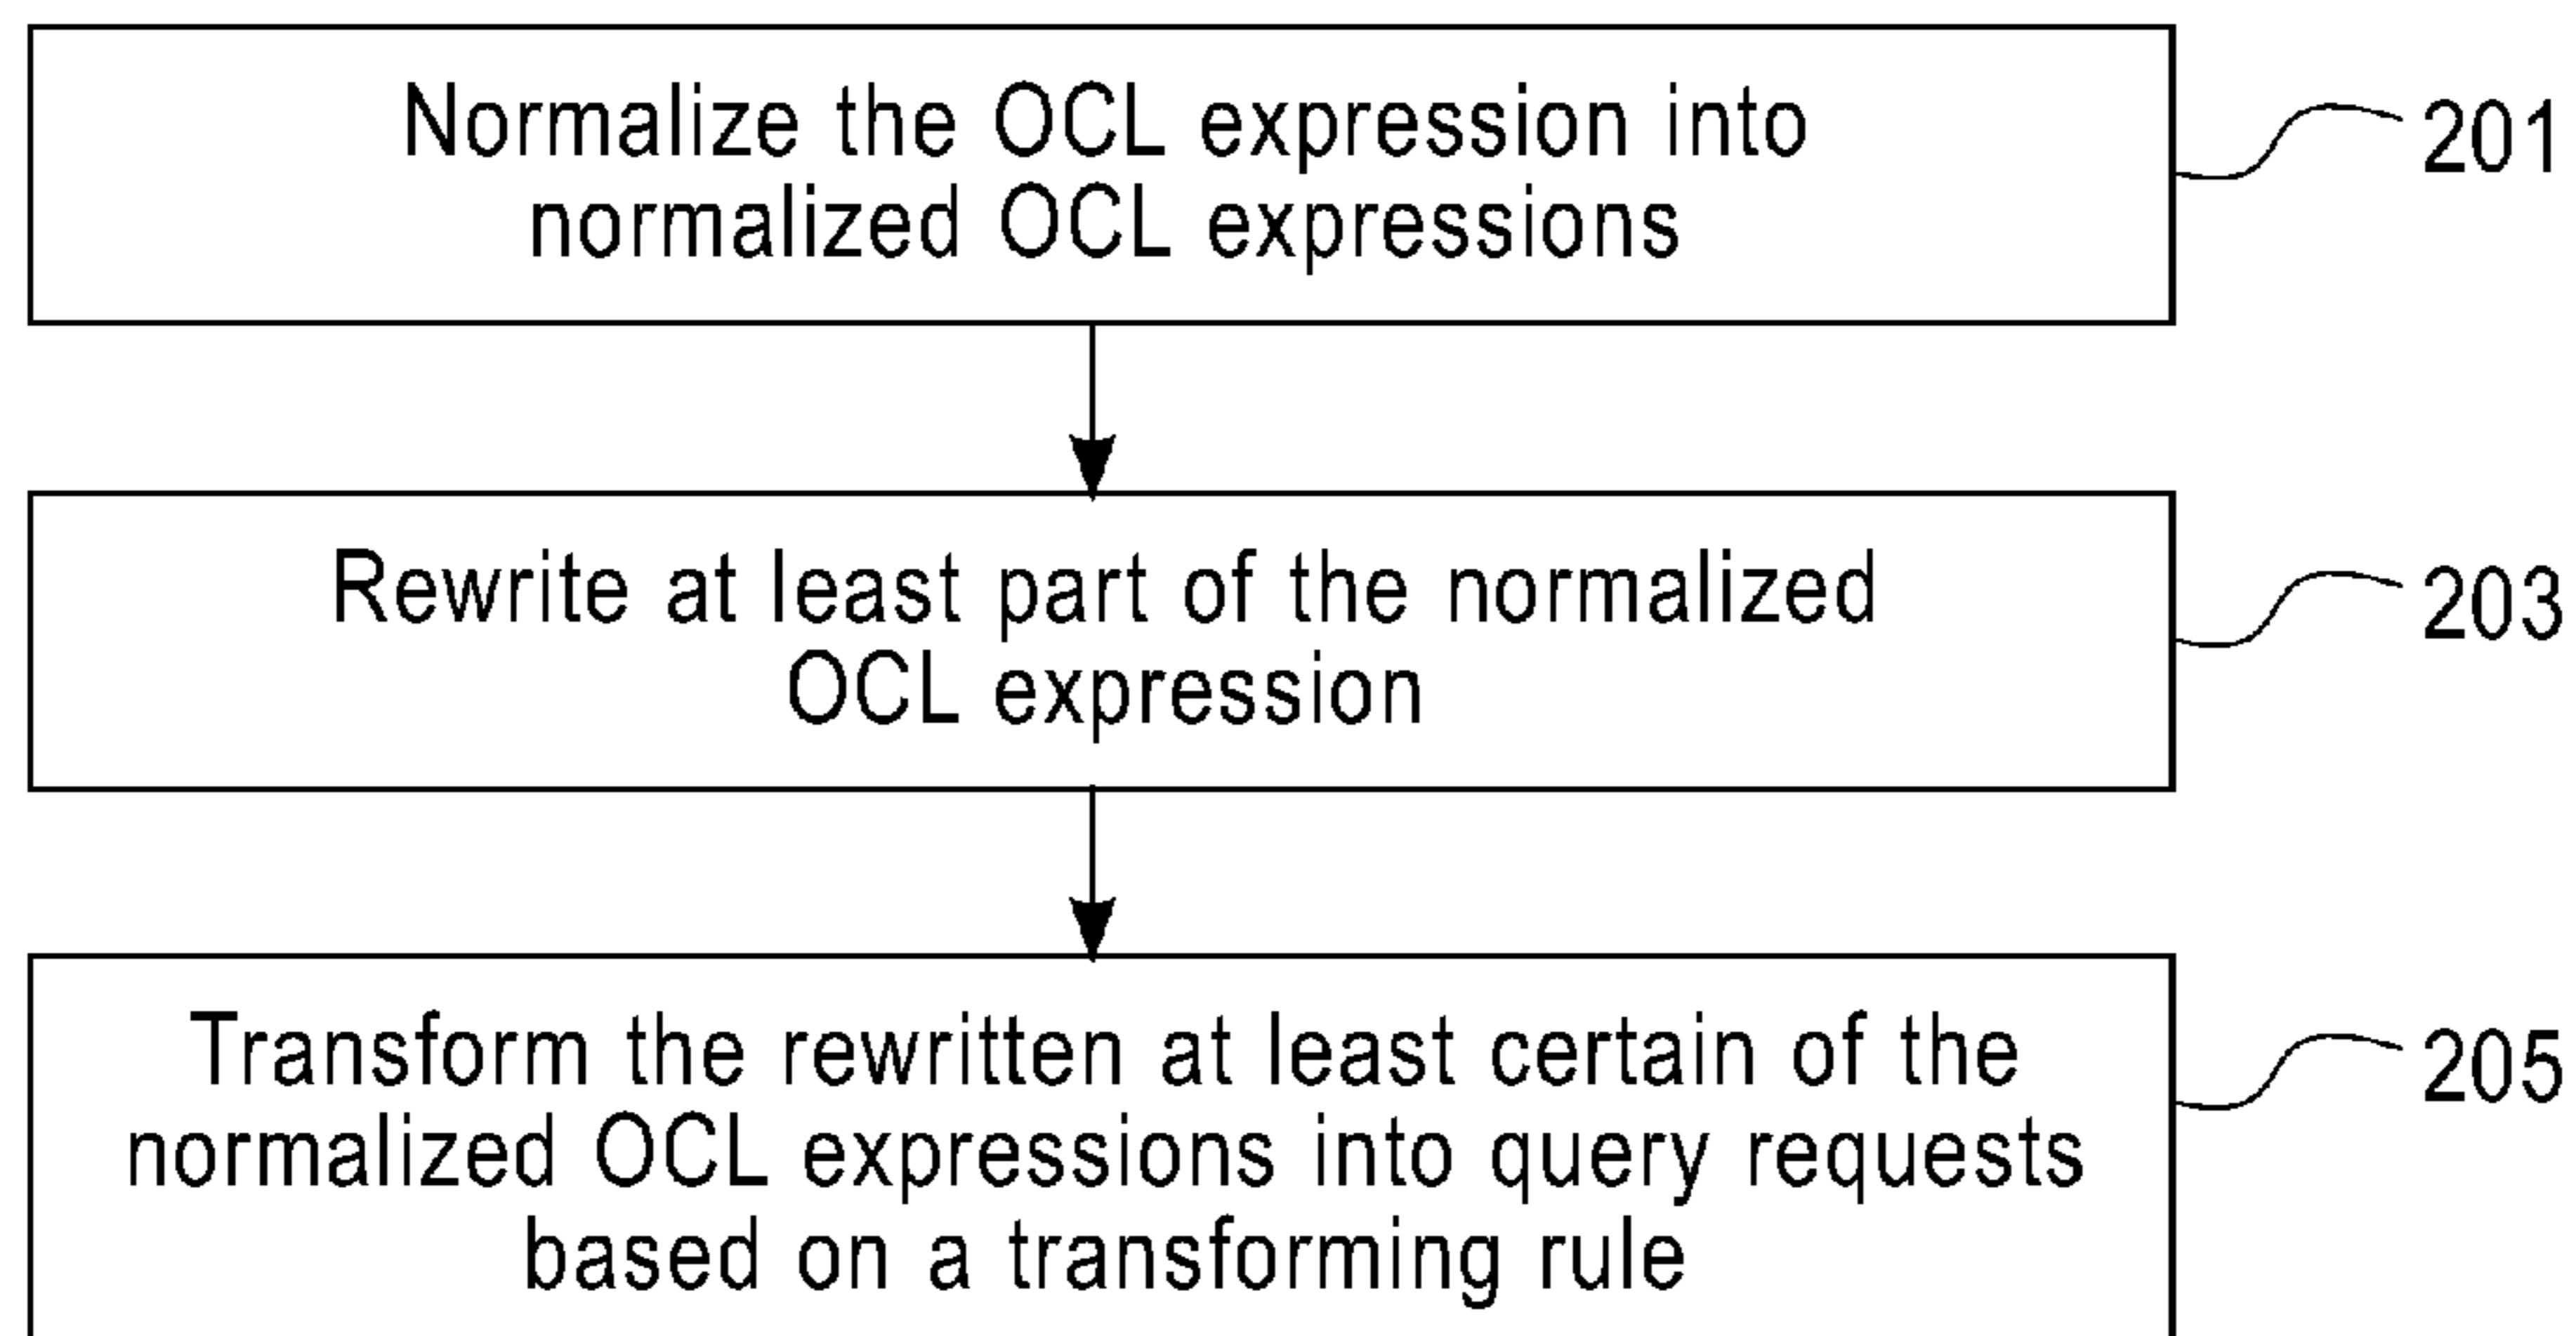 Normalize the OCL expression into
normalized OCL expressions
201
Rewrite at least part of the normalized
OCL expression
203
Transform the rewritten at least certain of the
normalized OCL expressions into query requests
based on a transforming rule
205